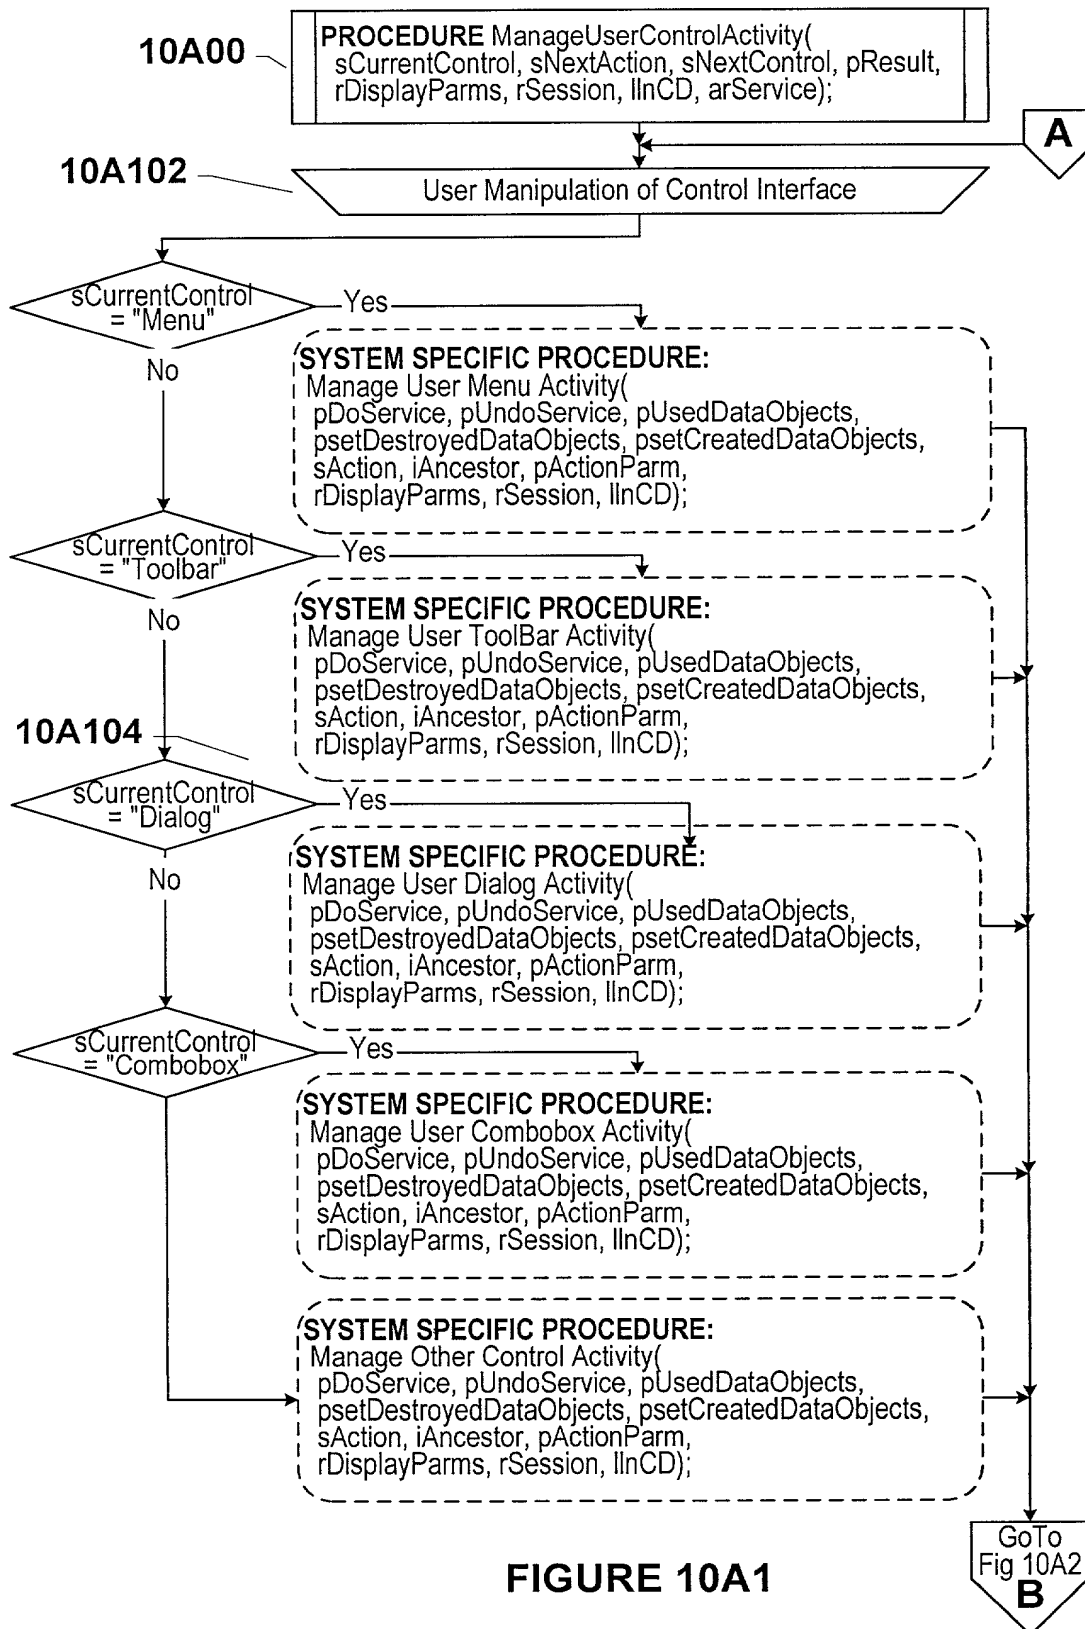 10A00
PROCEDURE ManageUserControlActivity(
sCurrentControl, sNextAction, sNextControl, pResult,
rDisplayParms, rSession, llnCD, arService);
A
10A102
User Manipulation of Control Interface
sCurrentControl
= "Menu"
Yes
No
SYSTEM SPECIFIC PROCEDURE:
Manage User Menu Activity(
pDoService, pUndoService, pUsedDataObjects,
psetDestroyedDataObjects, psetCreatedDataObjects,
sAction, iAncestor, pActionParm,
rDisplayParms, rSession, llnCD);
sCurrentControl
= "Toolbar"
Yes
No
SYSTEM SPECIFIC PROCEDURE:
Manage User ToolBar Activity(
pDoService, pUndoService, pUsedDataObjects,
psetDestroyedDataObjects, psetCreatedDataObjects,
sAction, iAncestor, pActionParm,
rDisplayParms, rSession, llnCD);
10A104
sCurrentControl
= "Dialog"
Yes
No
SYSTEM SPECIFIC PROCEDURE:
Manage User Dialog Activity(
pDoService, pUndoService, pUsedDataObjects,
psetDestroyedDataObjects, psetCreatedDataObjects,
sAction, iAncestor, pActionParm,
rDisplayParms, rSession, llnCD);
sCurrentControl
= "Combobox"
Yes
SYSTEM SPECIFIC PROCEDURE:
Manage User Combobox Activity(
pDoService, pUndoService, pUsedDataObjects,
psetDestroyedDataObjects, psetCreatedDataObjects,
sAction, iAncestor, pActionParm,
rDisplayParms, rSession, llnCD);
SYSTEM SPECIFIC PROCEDURE:
Manage Other Control Activity(
pDoService, pUndoService, pUsedDataObjects,
psetDestroyedDataObjects, psetCreatedDataObjects,
sAction, iAncestor, pActionParm,
rDisplayParms, rSession, llnCD);
GoTo
Fig 10A2
B
FIGURE 10A1